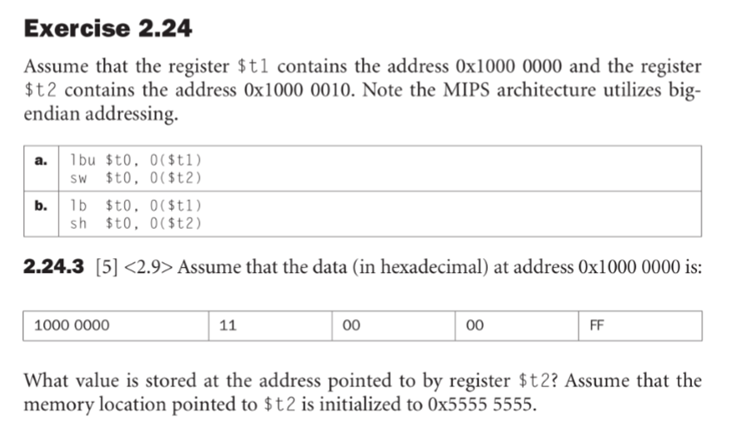 Exercise 2.24
Assume that the register $t1 contains the address 0x1000 0000 and the register
$t2 contains the address 0x1000 0010. Note the MIPS architecture utilizes big-
endian addressing.
a. lbu $t0, 0($t1)
sw $t0, 0($t2)
b. lb $t0, 0($t1)
sh $t0, 0($t2)
2.24.3 [5] <2.9> Assume that the data (in hexadecimal) at address 0x1000 0000 is:
1000 0000 11 00 00 FF
What value is stored at the address pointed to by register $t2? Assume that the
memory location pointed to $t2 is initialized to 0x5555 5555.